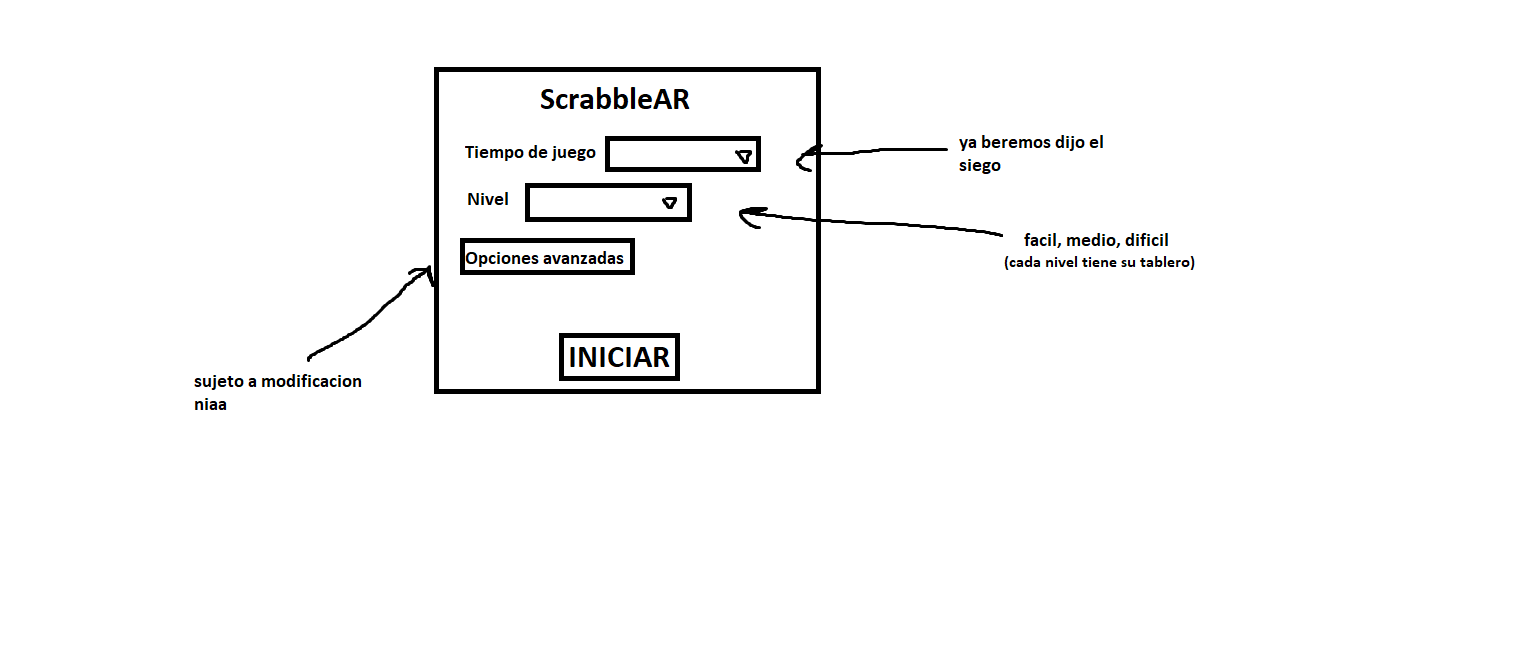 ScrabbleAR
Tiempo de juego
ya beremos dijo el
siego
Nivel
facil, medio, dificil
(cada nivel tiene su tablero)
Opciones avanzadas
INICIAR
sujeto a modificacion
niaa